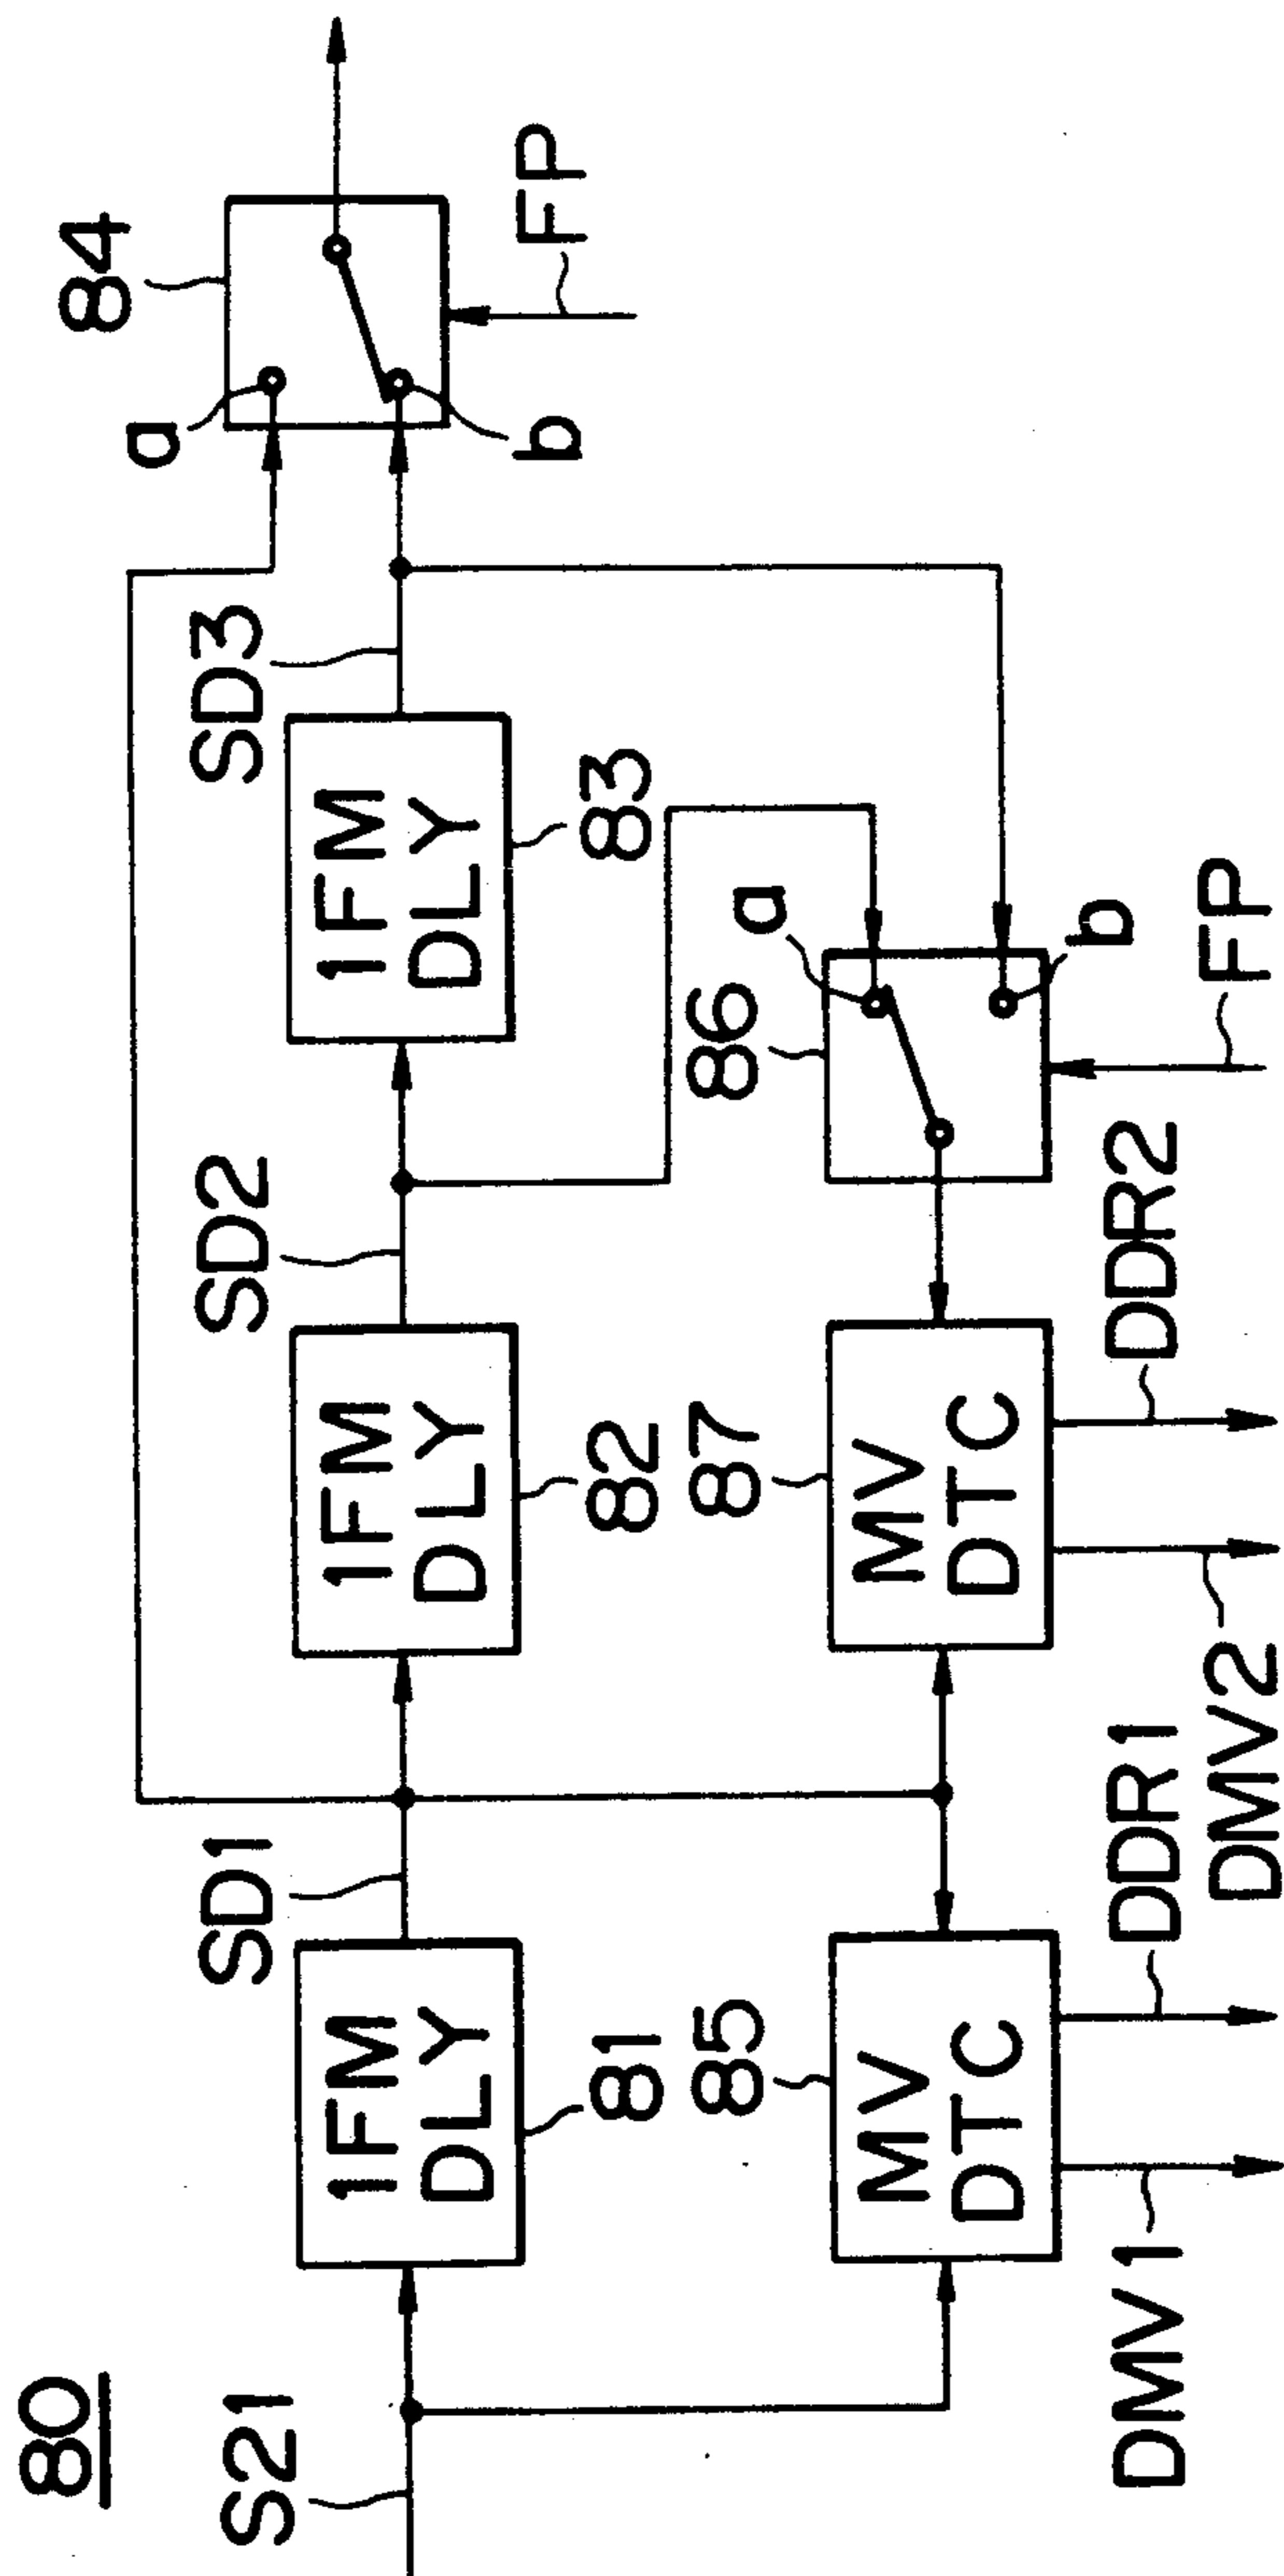 80
84
a
FP
b
S21
SD1
SD2
SD3
1FM
DLY
81
1FM
DLY
82
1FM
DLY
83
85
MV
DTC
87
MV
DTC
86
a
b
FP
DMV1
DDR1
DMV2
DDR2